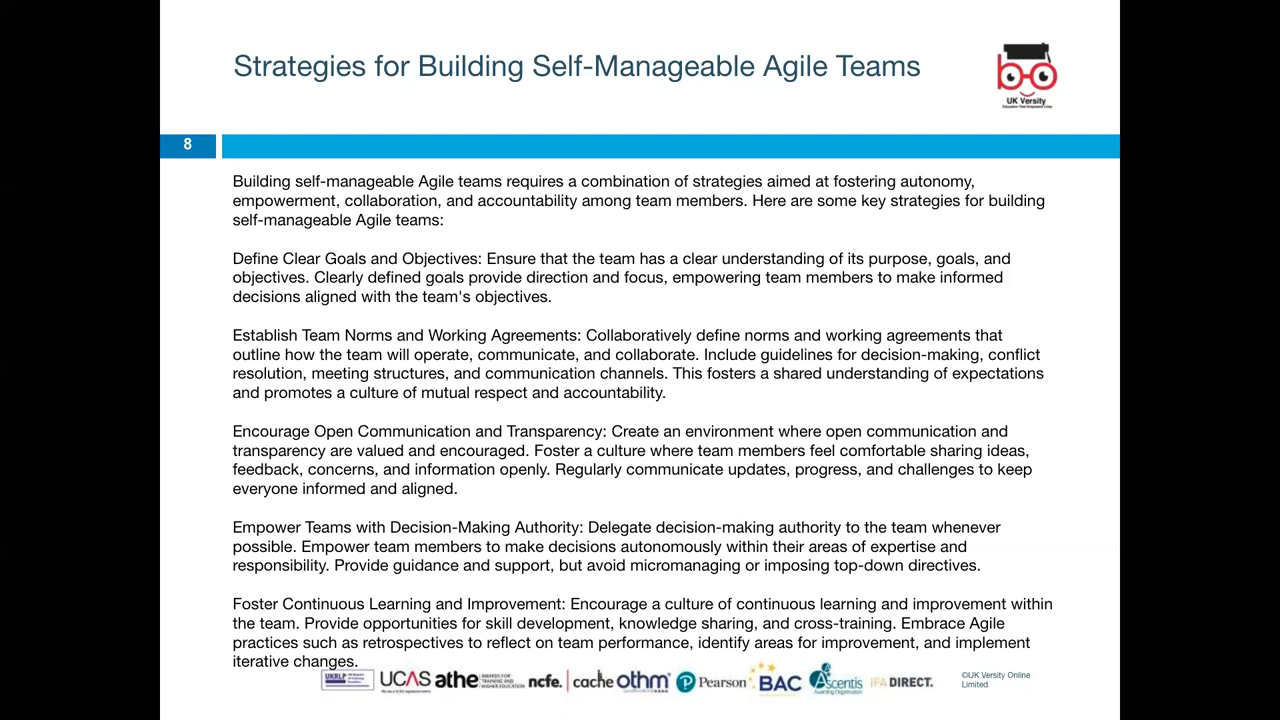 Strategies for Building Self-Manageable Agile Teams
UK Versity
8
Building self-manageable Agile teams requires a combination of strategies aimed at fostering autonomy,
empowerment, collaboration, and accountability among team members. Here are some key strategies for building
self-manageable Agile teams:
Define Clear Goals and Objectives: Ensure that the team has a clear understanding of its purpose, goals, and
objectives. Clearly defined goals provide direction and focus, empowering team members to make informed
decisions aligned with the team's objectives.
Establish Team Norms and Working Agreements: Collaboratively define norms and working agreements that
outline how the team will operate, communicate, and collaborate. Include guidelines for decision-making, conflict
resolution, meeting structures, and communication channels. This fosters a shared understanding of expectations
and promotes a culture of mutual respect and accountability.
Encourage Open Communication and Transparency: Create an environment where open communication and
transparency are valued and encouraged. Foster a culture where team members feel comfortable sharing ideas,
feedback, concerns, and information openly. Regularly communicate updates, progress, and challenges to keep
everyone informed and aligned.
Empower Teams with Decision-Making Authority: Delegate decision-making authority to the team whenever
possible. Empower team members to make decisions autonomously within their areas of expertise and
responsibility. Provide guidance and support, but avoid micromanaging or imposing top-down directives.
Foster Continuous Learning and Improvement: Encourage a culture of continuous learning and improvement within
the team. Provide opportunities for skill development, knowledge sharing, and cross-training. Embrace Agile
practices such as retrospectives to reflect on team performance, identify areas for improvement, and implement
iterative changes.
UKRLP UCAS athe ncfe. cache othm Pearson BAC Ascentis IFA DIRECT.
©UK Versity Online
Limited